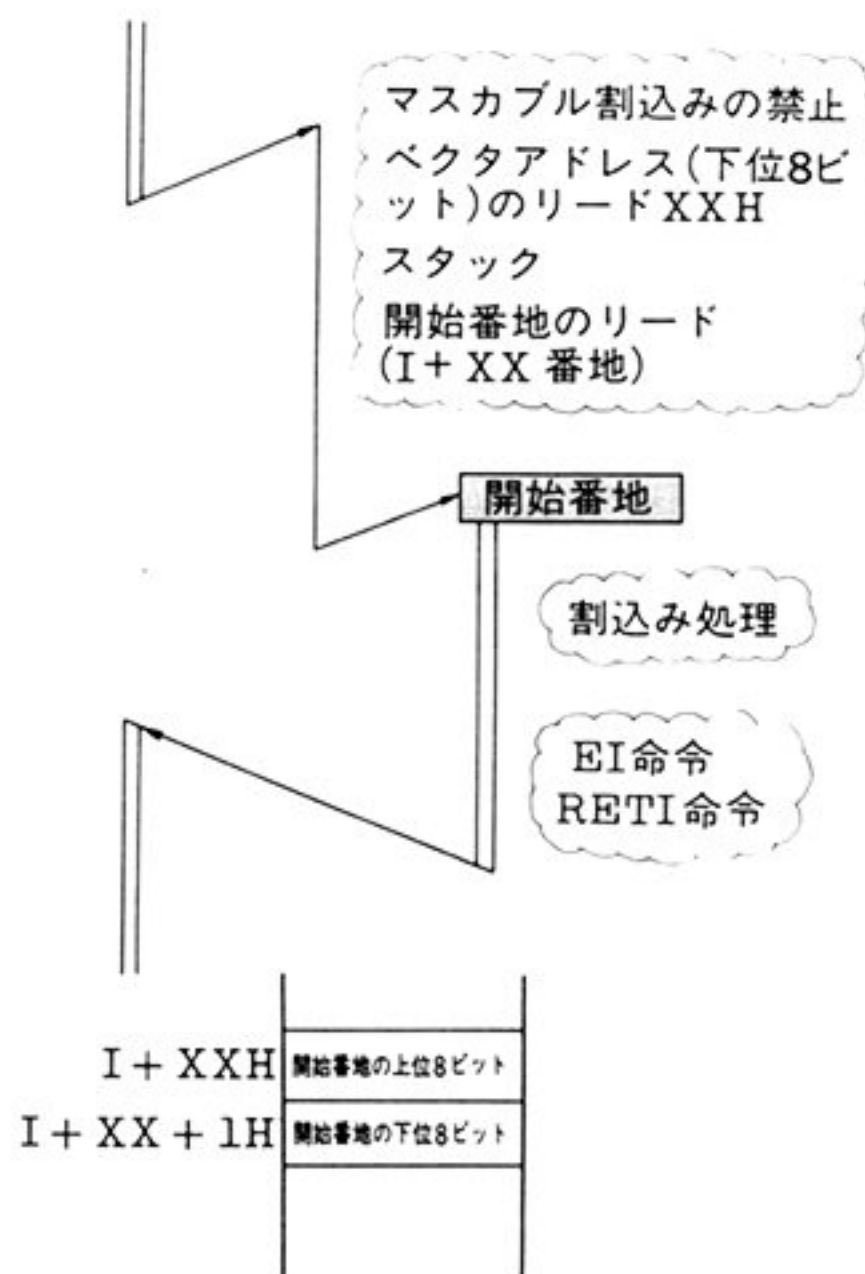 マスカブル割込みの禁止
ベクタアドレス(下位8ビ
ット)のリードXXH
スタック
開始番地のリード
(I+XX番地)
開始番地
割込み処理
EI命令
RETI命令
I+XXH
開始番地の上位8ビット
I+XX+1H
開始番地の下位8ビット